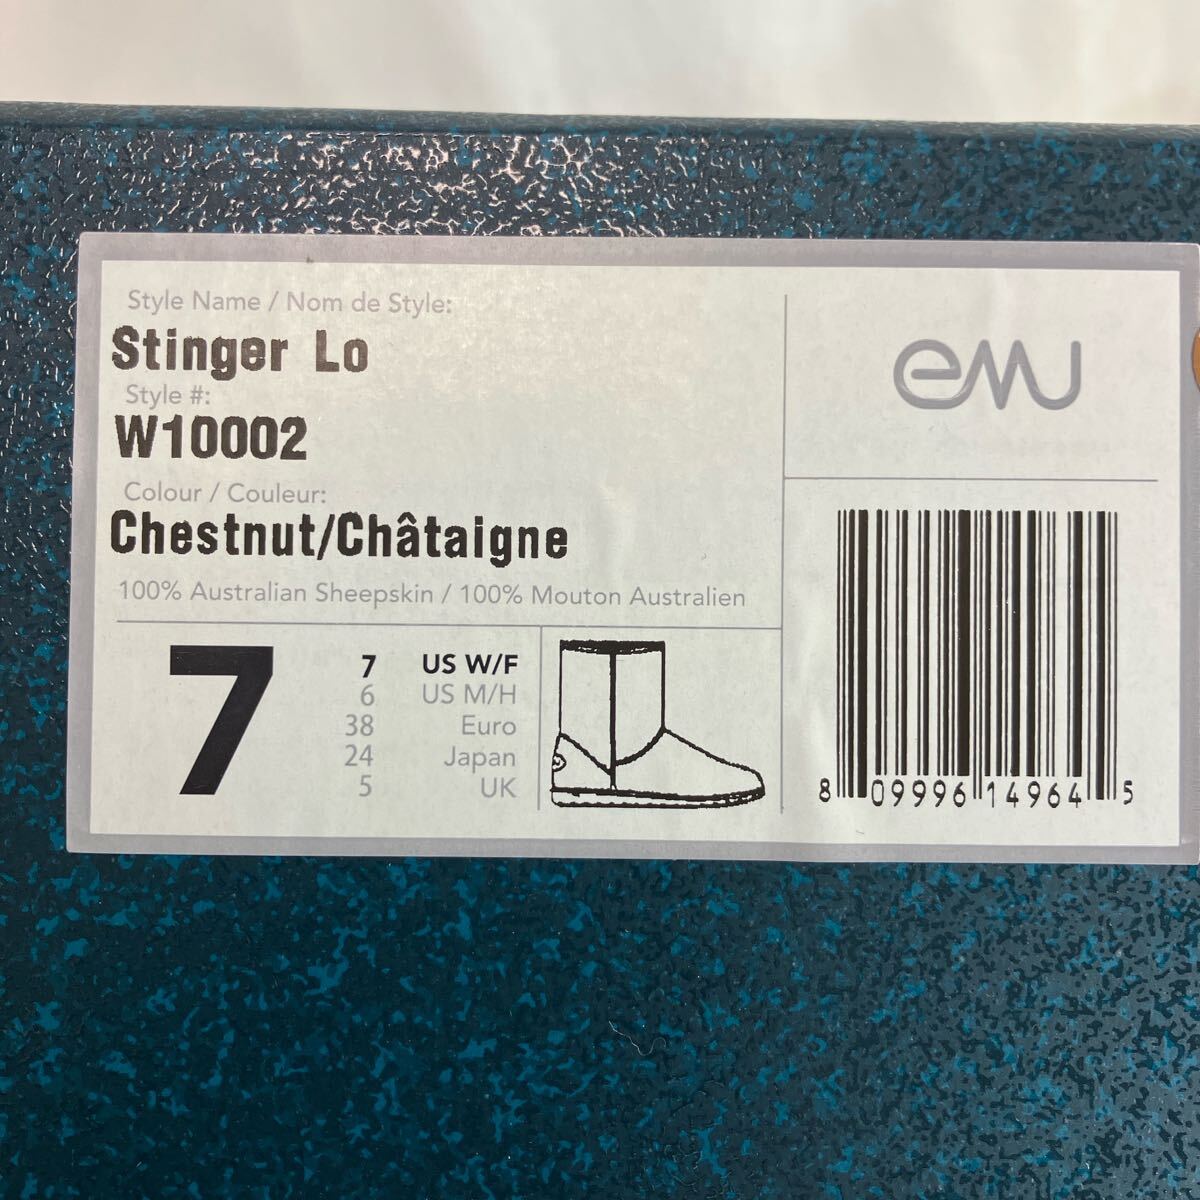 Style Name / Nom de Style:
Stinger Lo
Style #:
W10002
Colour / Couleur:
Chestnut/Châtaigne
100% Australian Sheepskin / 100% Mouton Australien
7
7 US W/F
6 US M/H
38 Euro
24 Japan
5 UK
emu
8 09996 14964 5